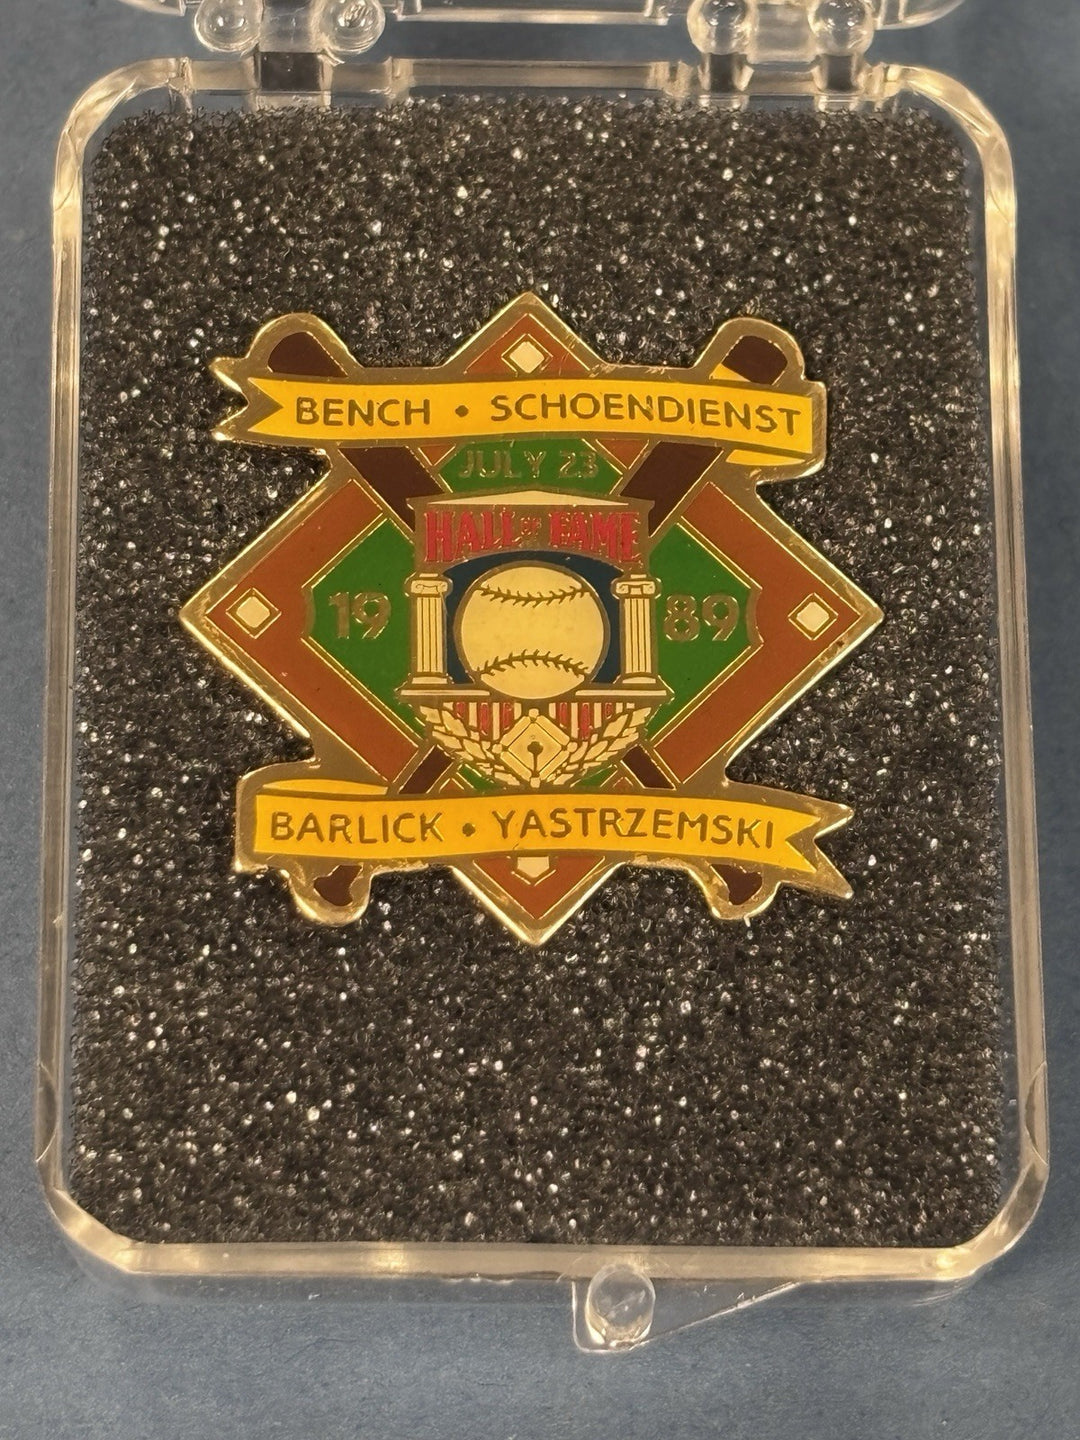 BENCH • SCHOENDIENST
JULY 23
HALL OF FAME
19 89
BARLICK • YASTRZEMSKI